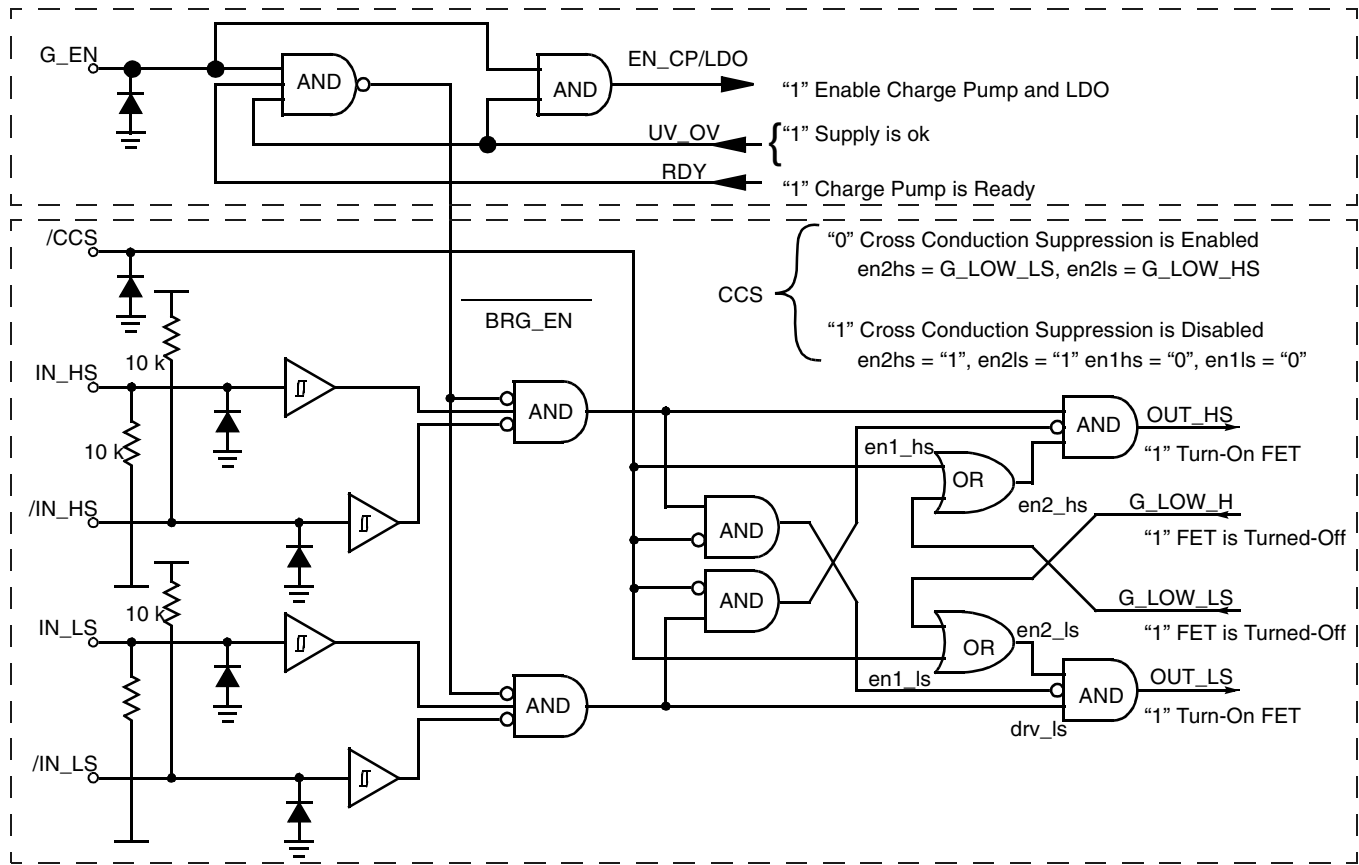 G_EN
AND
AND
EN_CP/LDO
“1” Enable Charge Pump and LDO
UV_OV
“1” Supply is ok
RDY
“1” Charge Pump is Ready
/CCS
“0” Cross Conduction Suppression is Enabled
en2hs = G_LOW_LS, en2ls = G_LOW_HS
CCS
“1” Cross Conduction Suppression is Disabled
en2hs = “1”, en2ls = “1” en1hs = “0”, en1ls = “0”
BRG_EN
10 k
IN_HS
10 k
/IN_HS
AND
AND
OUT_HS
“1” Turn-On FET
en1_hs
OR
en2_hs
G_LOW_H
“1” FET is Turned-Off
AND
AND
10 k
G_LOW_LS
“1” FET is Turned-Off
IN_LS
en2_ls
OR
en1_ls
AND
AND
OUT_LS
“1” Turn-On FET
drv_ls
/IN_LS